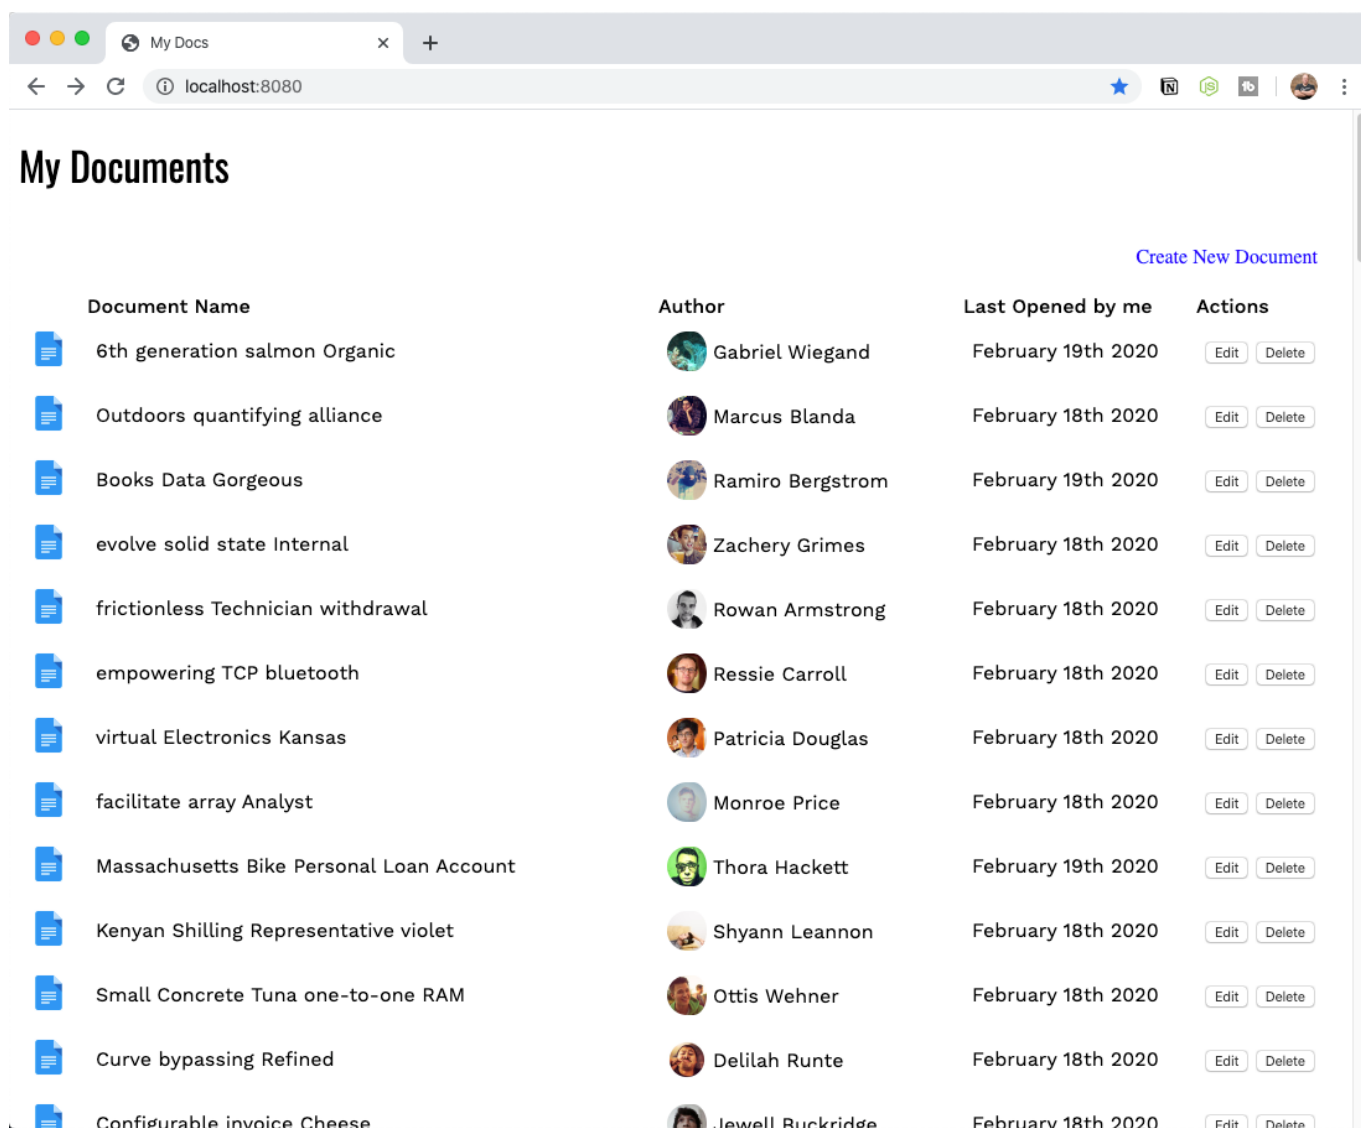 My Docs
localhost:8080
N JS tb
My Documents
Create New Document
Document Name Author Last Opened by me Actions
6th generation salmon Organic Gabriel Wiegand February 19th 2020 Edit Delete
Outdoors quantifying alliance Marcus Blanda February 18th 2020 Edit Delete
Books Data Gorgeous Ramiro Bergstrom February 19th 2020 Edit Delete
evolve solid state Internal Zachery Grimes February 18th 2020 Edit Delete
frictionless Technician withdrawal Rowan Armstrong February 18th 2020 Edit Delete
empowering TCP bluetooth Ressie Carroll February 18th 2020 Edit Delete
virtual Electronics Kansas Patricia Douglas February 18th 2020 Edit Delete
facilitate array Analyst Monroe Price February 18th 2020 Edit Delete
Massachusetts Bike Personal Loan Account Thora Hackett February 19th 2020 Edit Delete
Kenyan Shilling Representative violet Shyann Leannon February 18th 2020 Edit Delete
Small Concrete Tuna one-to-one RAM Ottis Wehner February 18th 2020 Edit Delete
Curve bypassing Refined Delilah Runte February 18th 2020 Edit Delete
Configurable invoice Cheese Jewell Buckridge February 18th 2020 Edit Delete